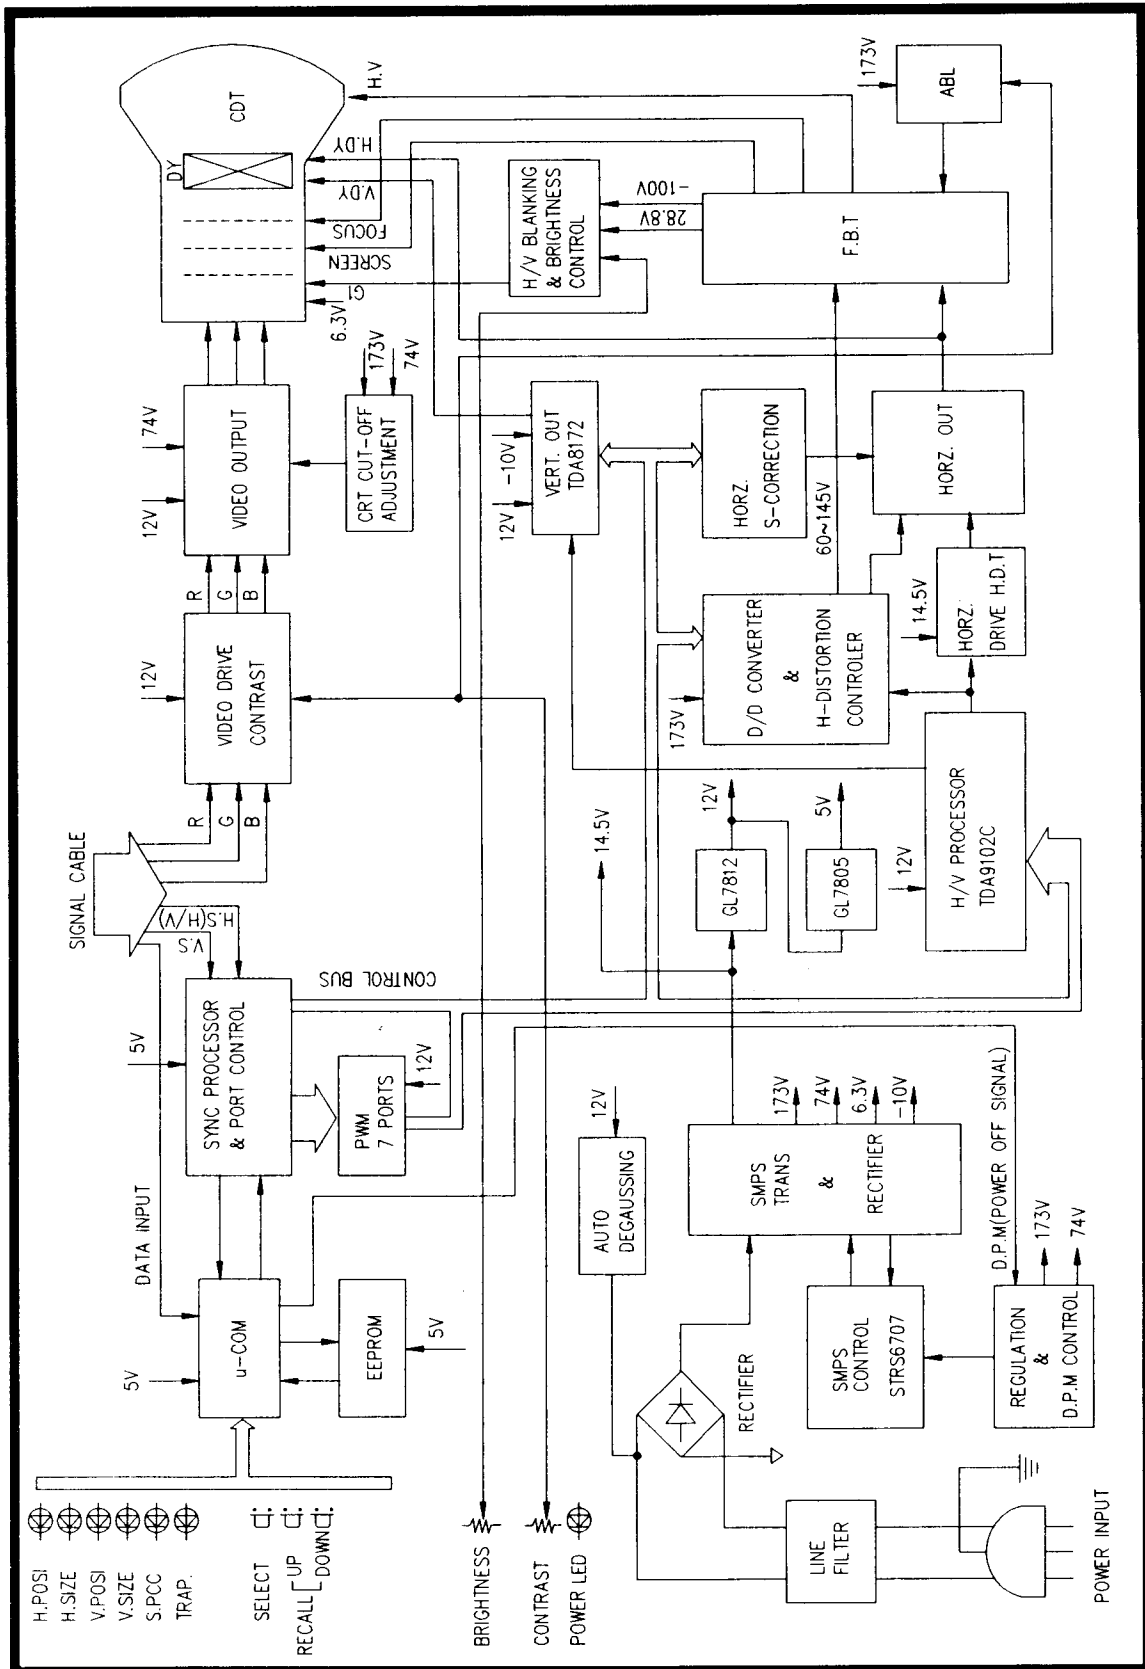 H.POSI
H.SIZE
V.POSI
V.SIZE
S.PCC
TRAP.
SELECT
RECALL
UP
DOWN
BRIGHTNESS
CONTRAST
POWER LED
5V
DATA INPUT
u-COM
EEPROM
5V
5V
SYNC PROCESSOR
& PORT CONTROL
PWM
7 PORTS
12V
CONTROL BUS
SIGNAL CABLE
V.S
H.S(H/V)
R
G
B
12V
VIDEO DRIVE
CONTRAST
R
G
B
12V
74V
VIDEO OUTPUT
CRT CUT-OFF
ADJUSTMENT
173V
74V
6.3V
G1
SCREEN
FOCUS
V.DY
H.DY
DY
CDT
H.V
H/V BLANKING
& BRIGHTNESS
CONTROL
28.8V
-100V
12V
-10V
VERT. OUT
TDA8172
HORZ.
S-CORRECTION
60~145V
F.B.T
173V
ABL
HORZ. OUT
14.5V
HORZ.
DRIVE H.D.T
173V
D/D CONVERTER
&
H-DISTORTION
CONTROLER
14.5V
12V
5V
GL7812
GL7805
12V
H/V PROCESSOR
TDA9102C
12V
AUTO
DEGAUSSING
SMPS
TRANS
&
RECTIFIER
173V
74V
6.3V
-10V
D.P.M(POWER OFF SIGNAL)
RECTIFIER
SMPS
CONTROL
STRS6707
REGULATION
&
D.P.M CONTROL
173V
74V
LINE
FILTER
POWER INPUT